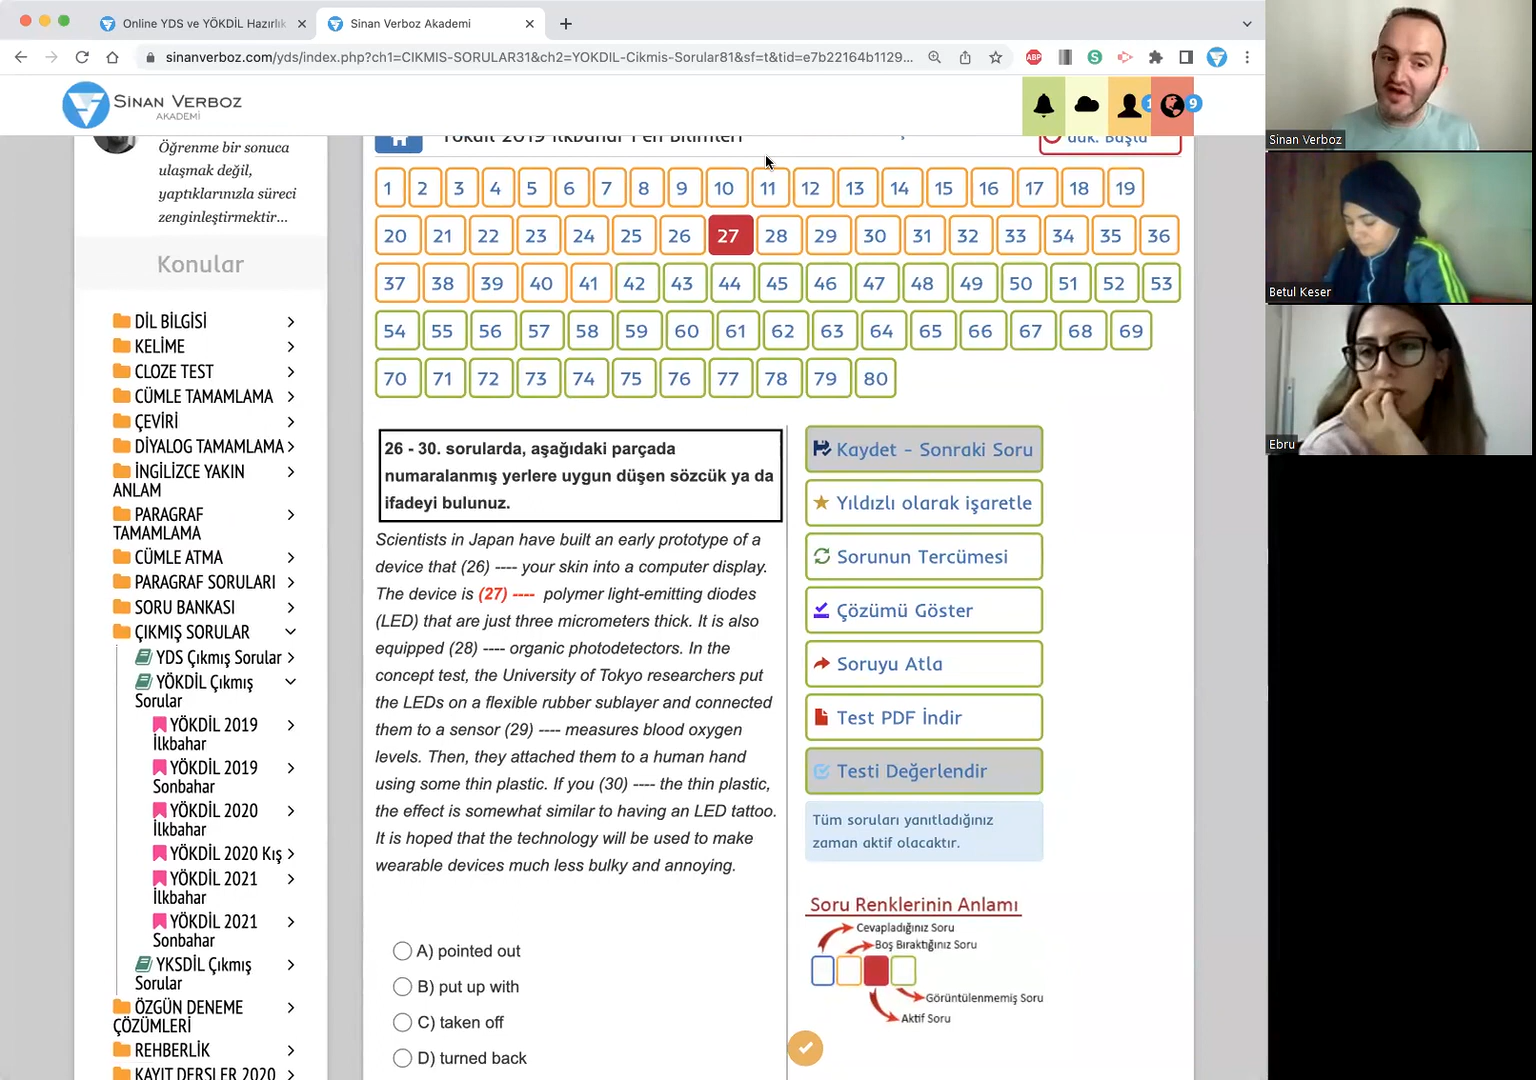 Online YDS ve YÖKDİL Hazırlık
Sinan Verboz Akademi
sinanverboz.com/yds/index.php?ch1=CIKMIS-SORULAR31&ch2=YOKDIL-Cikmis-Sorular81&sf=t&tid=e7b22164b1129...
SİNAN VERBOZ
AKADEMİ
1
9
Öğrenme bir sonuca
ulaşmak değil,
yaptıklarınızla süreci
zenginleştirmektir...
Konular
DİL BİLGİSİ
KELİME
CLOZE TEST
CÜMLE TAMAMLAMA
ÇEVİRİ
DİYALOG TAMAMLAMA
İNGİLİZCE YAKIN
ANLAM
PARAGRAF
TAMAMLAMA
CÜMLE ATMA
PARAGRAF SORULARI
SORU BANKASI
ÇIKMIŞ SORULAR
YDS Çıkmış Sorular
YÖKDİL Çıkmış
Sorular
YÖKDİL 2019
İlkbahar
YÖKDİL 2019
Sonbahar
YÖKDİL 2020
İlkbahar
YÖKDİL 2020 Kış
YÖKDİL 2021
İlkbahar
YÖKDİL 2021
Sonbahar
YKSDİL Çıkmış
Sorular
ÖZGÜN DENEME
ÇÖZÜMLERİ
REHBERLİK
KAYIT DERSLER 2020
Yökdil 2019 İlkbahar Fen Bilimleri
dak. Başla
1 2 3 4 5 6 7 8 9 10 11 12 13 14 15 16 17 18 19
20 21 22 23 24 25 26 27 28 29 30 31 32 33 34 35 36
37 38 39 40 41 42 43 44 45 46 47 48 49 50 51 52 53
54 55 56 57 58 59 60 61 62 63 64 65 66 67 68 69
70 71 72 73 74 75 76 77 78 79 80
26 - 30. sorularda, aşağıdaki parçada
numaralanmış yerlere uygun düşen sözcük ya da
ifadeyi bulunuz.
Scientists in Japan have built an early prototype of a
device that (26) ---- your skin into a computer display.
The device is (27) ---- polymer light-emitting diodes
(LED) that are just three micrometers thick. It is also
equipped (28) ---- organic photodetectors. In the
concept test, the University of Tokyo researchers put
the LEDs on a flexible rubber sublayer and connected
them to a sensor (29) ---- measures blood oxygen
levels. Then, they attached them to a human hand
using some thin plastic. If you (30) ---- the thin plastic,
the effect is somewhat similar to having an LED tattoo.
It is hoped that the technology will be used to make
wearable devices much less bulky and annoying.
A) pointed out
B) put up with
C) taken off
D) turned back
Kaydet - Sonraki Soru
Yıldızlı olarak işaretle
Sorunun Tercümesi
Çözümü Göster
Soruyu Atla
Test PDF İndir
Testi Değerlendir
Tüm soruları yanıtladığınız
zaman aktif olacaktır.
Soru Renklerinin Anlamı
Cevapladığınız Soru
Boş Bıraktığınız Soru
Görüntülenmemiş Soru
Aktif Soru
Sinan Verboz
Betul Keser
Ebru